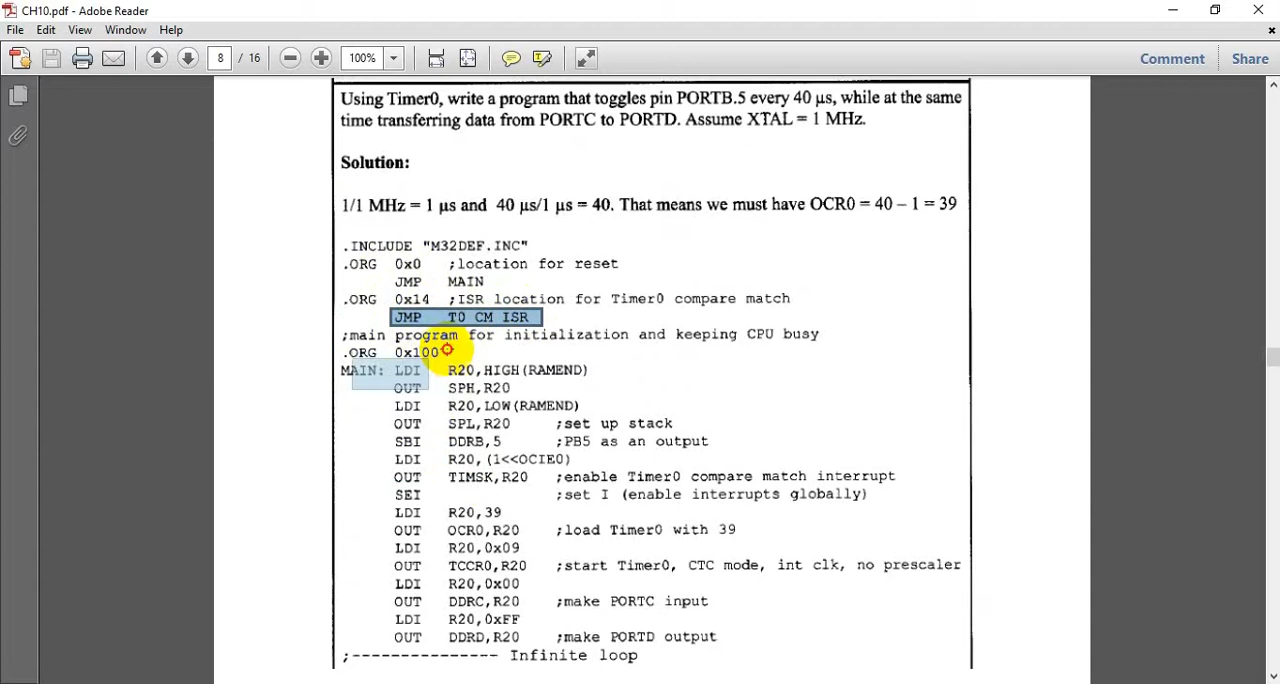 CH10.pdf - Adobe Reader
File Edit View Window Help
8 / 16 100% Comment Share
Using Timer0, write a program that toggles pin PORTB.5 every 40 µs, while at the same
time transferring data from PORTC to PORTD. Assume XTAL = 1 MHz.
Solution:
1/1 MHz = 1 µs and 40 µs/1 µs = 40. That means we must have OCR0 = 40 – 1 = 39
.INCLUDE "M32DEF.INC"
.ORG 0x0 ;location for reset
JMP MAIN
.ORG 0x14 ;ISR location for Timer0 compare match
JMP T0 CM ISR
;main program for initialization and keeping CPU busy
.ORG 0x100
MAIN: LDI R20,HIGH(RAMEND)
OUT SPH,R20
LDI R20,LOW(RAMEND)
OUT SPL,R20 ;set up stack
SBI DDRB,5 ;PB5 as an output
LDI R20,(1<<OCIE0)
OUT TIMSK,R20 ;enable Timer0 compare match interrupt
SEI ;set I (enable interrupts globally)
LDI R20,39
OUT OCR0,R20 ;load Timer0 with 39
LDI R20,0x09
OUT TCCR0,R20 ;start Timer0, CTC mode, int clk, no prescaler
LDI R20,0x00
OUT DDRC,R20 ;make PORTC input
LDI R20,0xFF
OUT DDRD,R20 ;make PORTD output
;--------------- Infinite loop